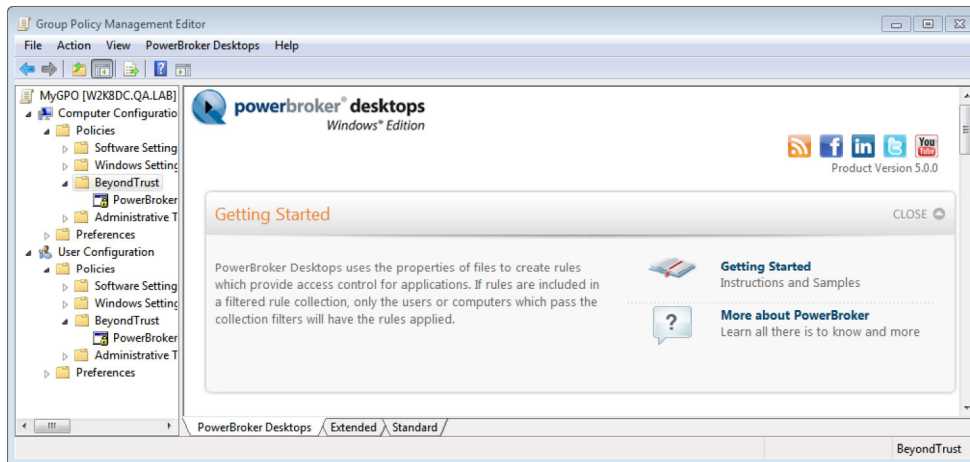 Group Policy Management Editor
File Action View PowerBroker Desktops Help
MyGPO [W2K8DC.QA.LAB]
Computer Configuratio
Policies
Software Setting
Windows Setting
BeyondTrust
PowerBroker
Administrative T
Preferences
User Configuration
Policies
Software Setting
Windows Setting
BeyondTrust
PowerBroker
Administrative T
Preferences
powerbroker® desktops
Windows® Edition
f in t You Tube
Product Version 5.0.0
Getting Started
CLOSE
PowerBroker Desktops uses the properties of files to create rules
which provide access control for applications. If rules are included in
a filtered rule collection, only the users or computers which pass the
collection filters will have the rules applied.
Getting Started
Instructions and Samples
?
More about PowerBroker
Learn all there is to know and more
PowerBroker Desktops Extended Standard
BeyondTrust